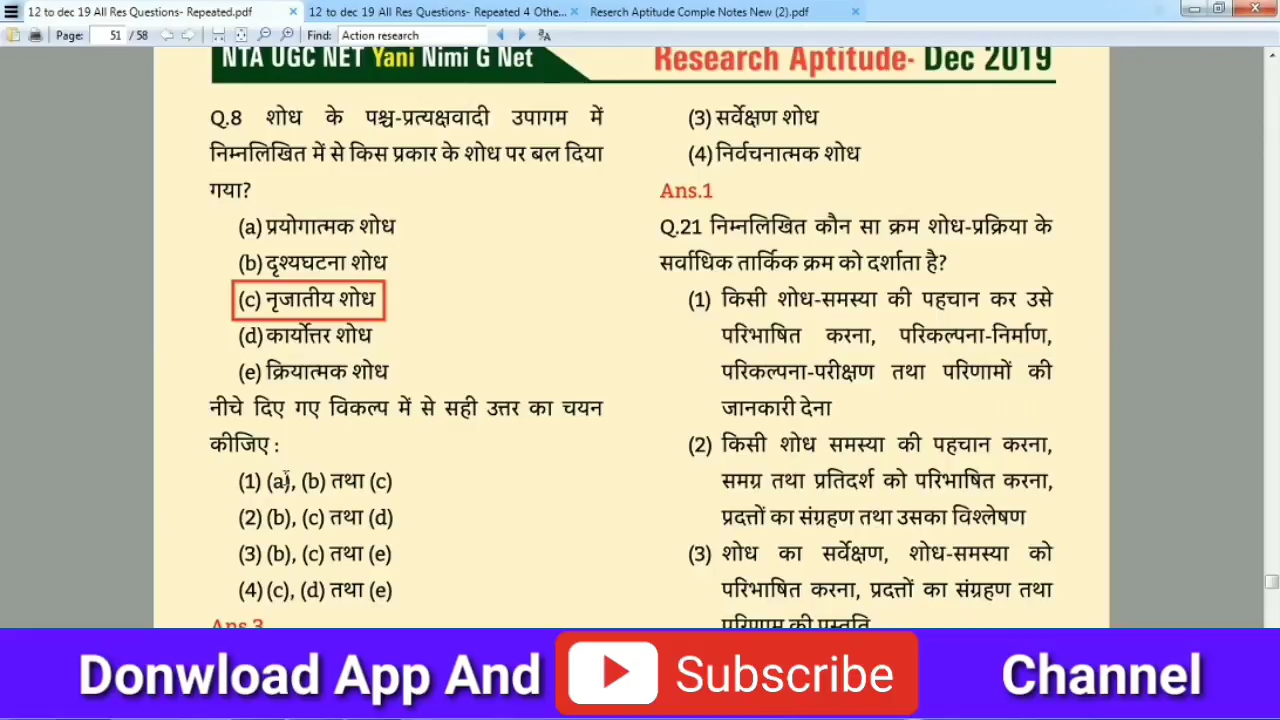 12 to dec 19 All Res Questions- Repeated.pdf
12 to dec 19 All Res Questions- Repeated 4 Othe...
Reserch Aptitude Comple Notes New (2).pdf
Page: 51 / 58
Find: Action research
NTA UGC NET Yani Nimi G Net
Research Aptitude- Dec 2019
Q.8 शोध के पश्च-प्रत्यक्षवादी उपागम में
निम्नलिखित में से किस प्रकार के शोध पर बल दिया
गया?
(a) प्रयोगात्मक शोध
(b) दृश्यघटना शोध
(c) नृजातीय शोध
(d) कार्योत्तर शोध
(e) क्रियात्मक शोध
नीचे दिए गए विकल्प में से सही उत्तर का चयन
कीजिए :
(1) (a), (b) तथा (c)
(2) (b), (c) तथा (d)
(3) (b), (c) तथा (e)
(4) (c), (d) तथा (e)
Ans.3
(3) सर्वेक्षण शोध
(4) निर्वचनात्मक शोध
Ans.1
Q.21 निम्नलिखित कौन सा क्रम शोध-प्रक्रिया के
सर्वाधिक तार्किक क्रम को दर्शाता है?
(1) किसी शोध-समस्या की पहचान कर उसे
परिभाषित करना, परिकल्पना-निर्माण,
परिकल्पना-परीक्षण तथा परिणामों की
जानकारी देना
(2) किसी शोध समस्या की पहचान करना,
समग्र तथा प्रतिदर्श को परिभाषित करना,
प्रदत्तों का संग्रहण तथा उसका विश्लेषण
(3) शोध का सर्वेक्षण, शोध-समस्या को
परिभाषित करना, प्रदत्तों का संग्रहण तथा
परिणाम की प्रस्तुति
Donwload App And Subscribe Channel